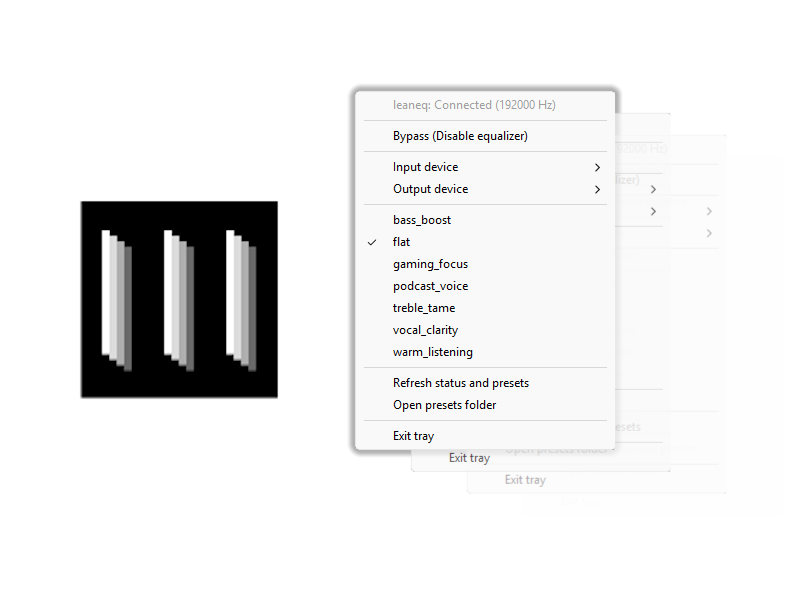 leaneq: Connected (192000 Hz)
Bypass (Disable equalizer)
Input device
Output device
bass_boost
flat
gaming_focus
podcast_voice
treble_tame
vocal_clarity
warm_listening
Refresh status and presets
Open presets folder
Exit tray
Exit tray
Exit tray